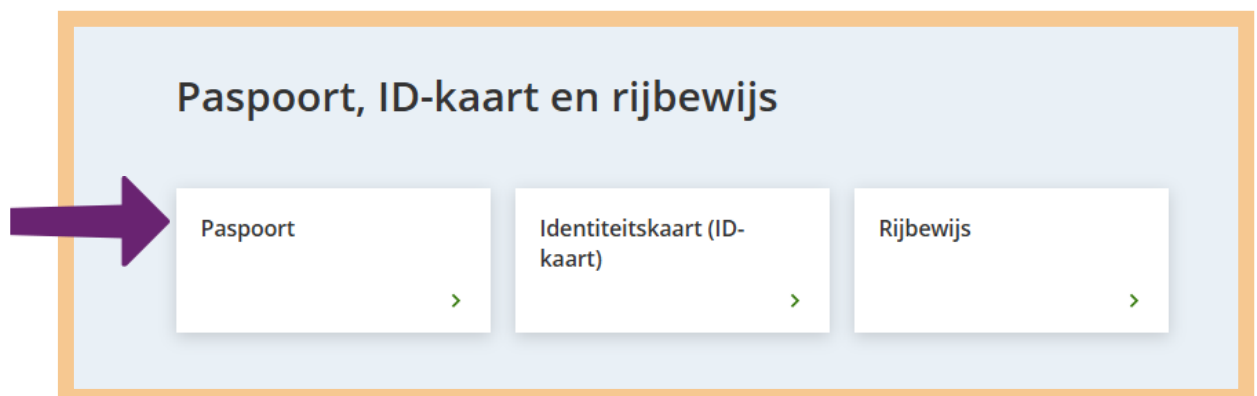 Paspoort, ID-kaart en rijbewijs
Paspoort
Identiteitskaart (ID-
kaart)
Rijbewijs